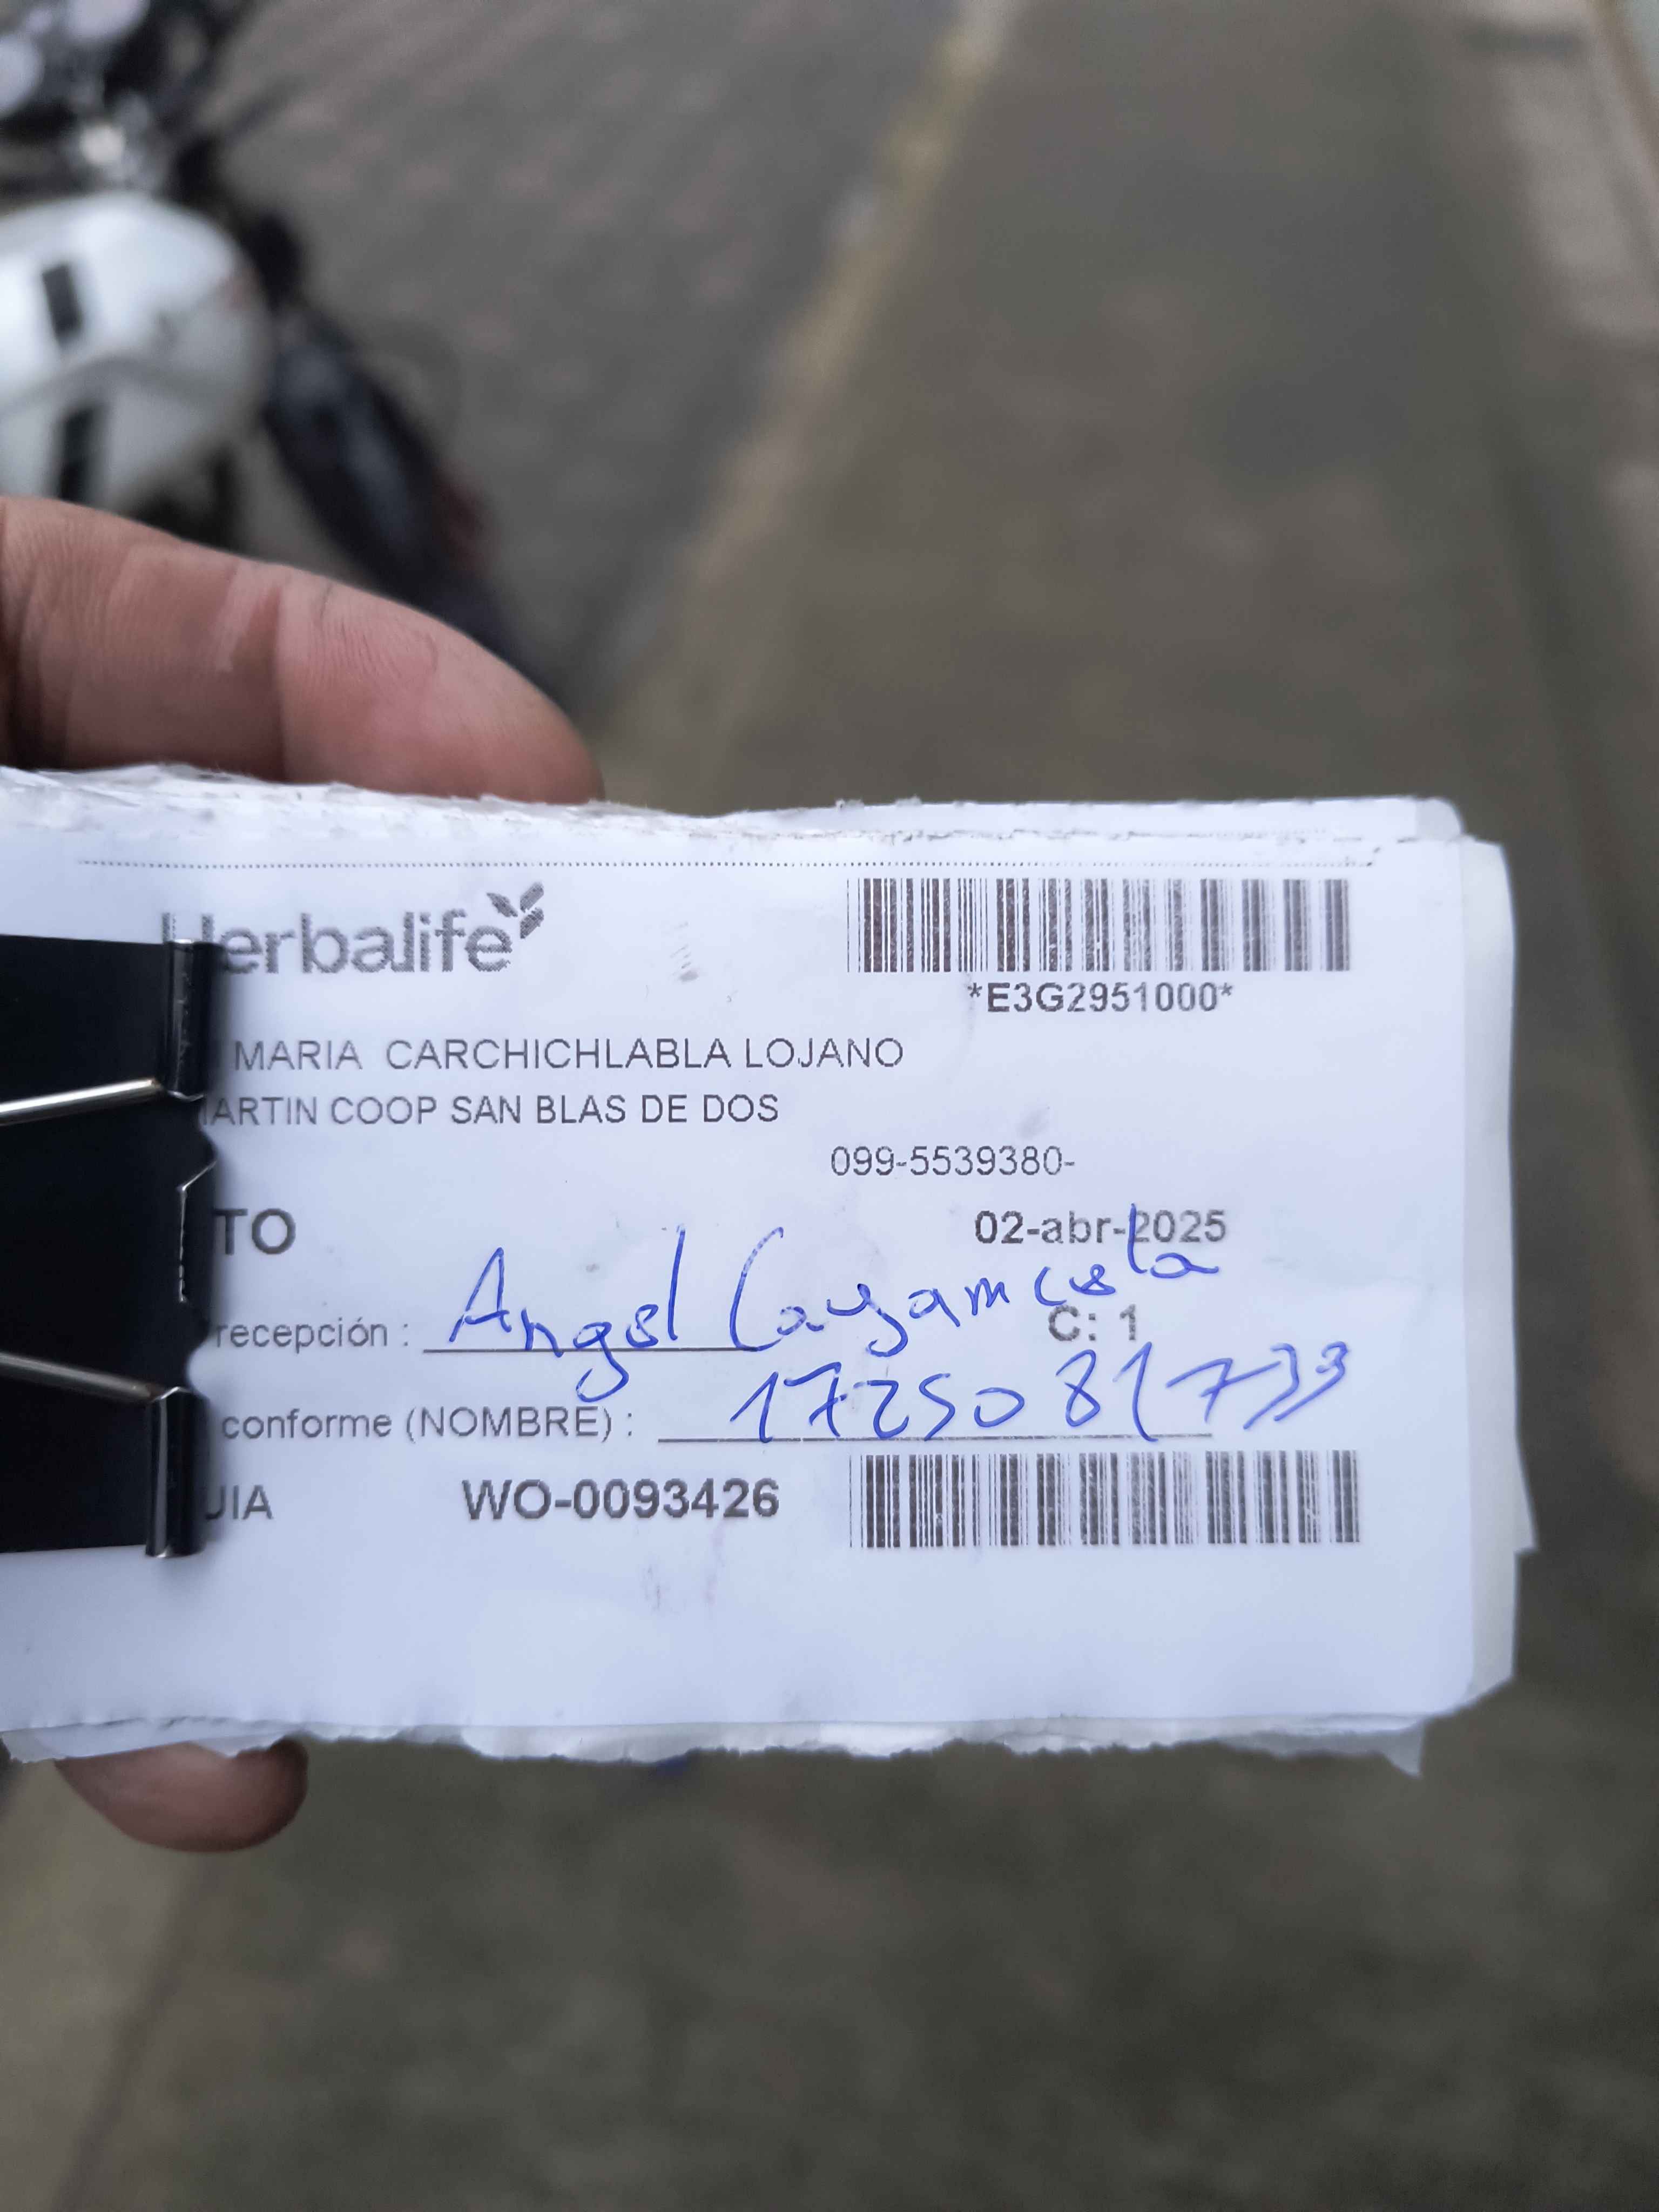 Herbalife
*E3G2951000*
MARIA CARCHICHLABLA LOJANO
MARTIN COOP SAN BLAS DE DOS
099-5539380-
TO
02-abr-2025
recepción : Angel Cayamcela
C: 1
conforme (NOMBRE) : 1725081733
UIA WO-0093426